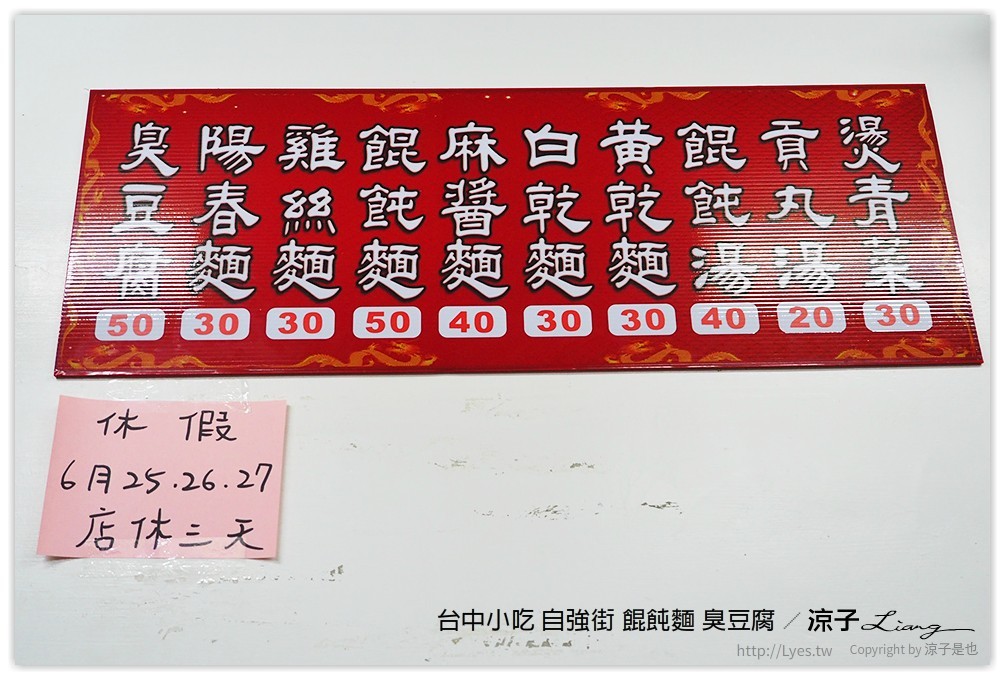 臭豆腐 50
陽春麵 30
雞絲麵 30
餛飩麵 50
麻醬麵 40
白乾麵 30
黃乾麵 30
餛飩湯 40
貢丸湯 20
燙青菜 30
休 假
6月25.26.27
店休三天
台中小吃 自強街 餛飩麵 臭豆腐 ／涼子 Liang
http://Lyes.tw Copyright by 涼子是也